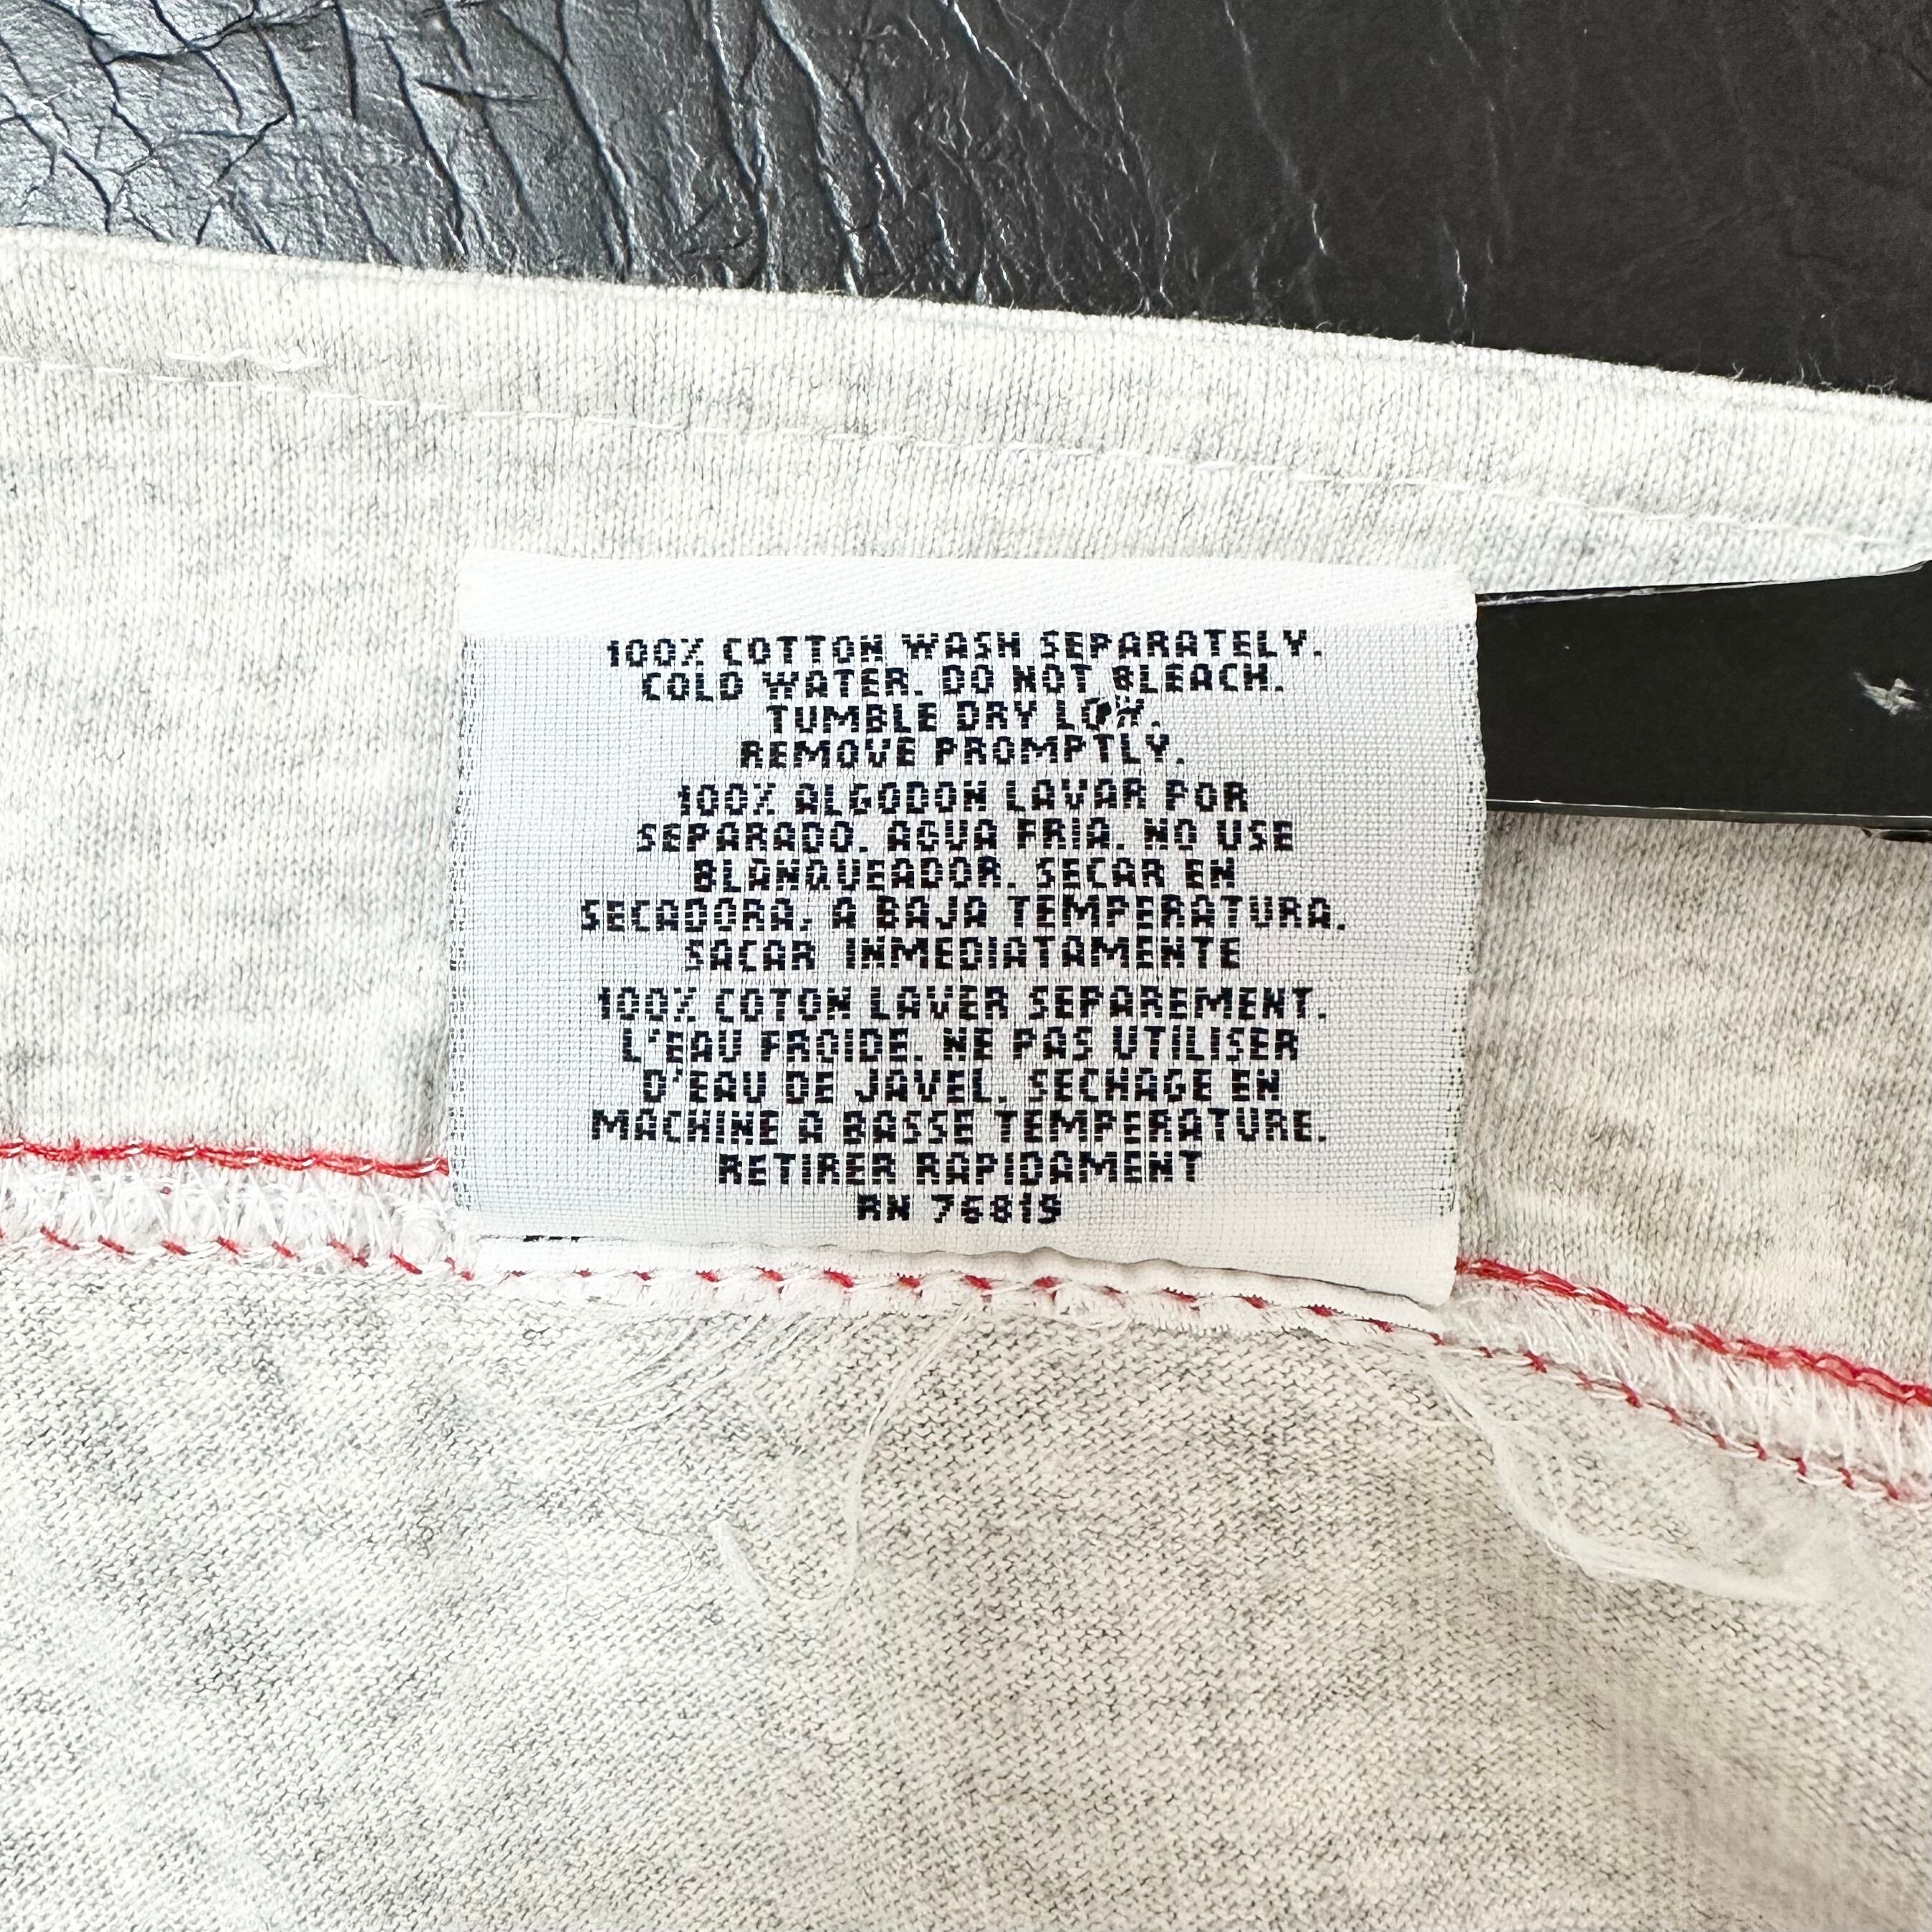 100% COTTON WASH SEPARATELY.
COLD WATER. DO NOT BLEACH.
TUMBLE DRY LOW.
REMOVE PROMPTLY.
100% ALGODON LAVAR POR
SEPARADO. AGUA FRIA. NO USE
BLANQUEADOR. SECAR EN
SECADORA, A BAJA TEMPERATURA.
SACAR INMEDIATAMENTE
100% COTON LAVER SEPAREMENT.
L'EAU FROIDE. NE PAS UTILISER
D'EAU DE JAVEL. SECHAGE EN
MACHINE A BASSE TEMPERATURE.
RETIRER RAPIDAMENT
RN 76819